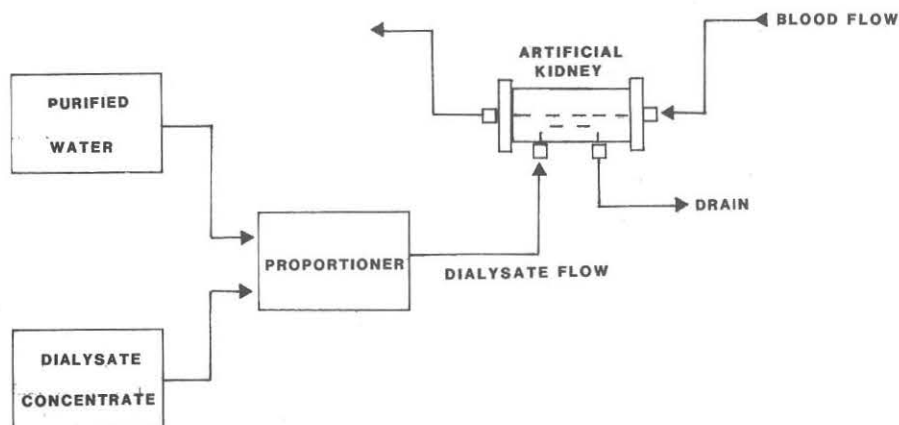 BLOOD FLOW
ARTIFICIAL
KIDNEY
PURIFIED
WATER
DRAIN
PROPORTIONER
DIALYSATE FLOW
DIALYSATE
CONCENTRATE